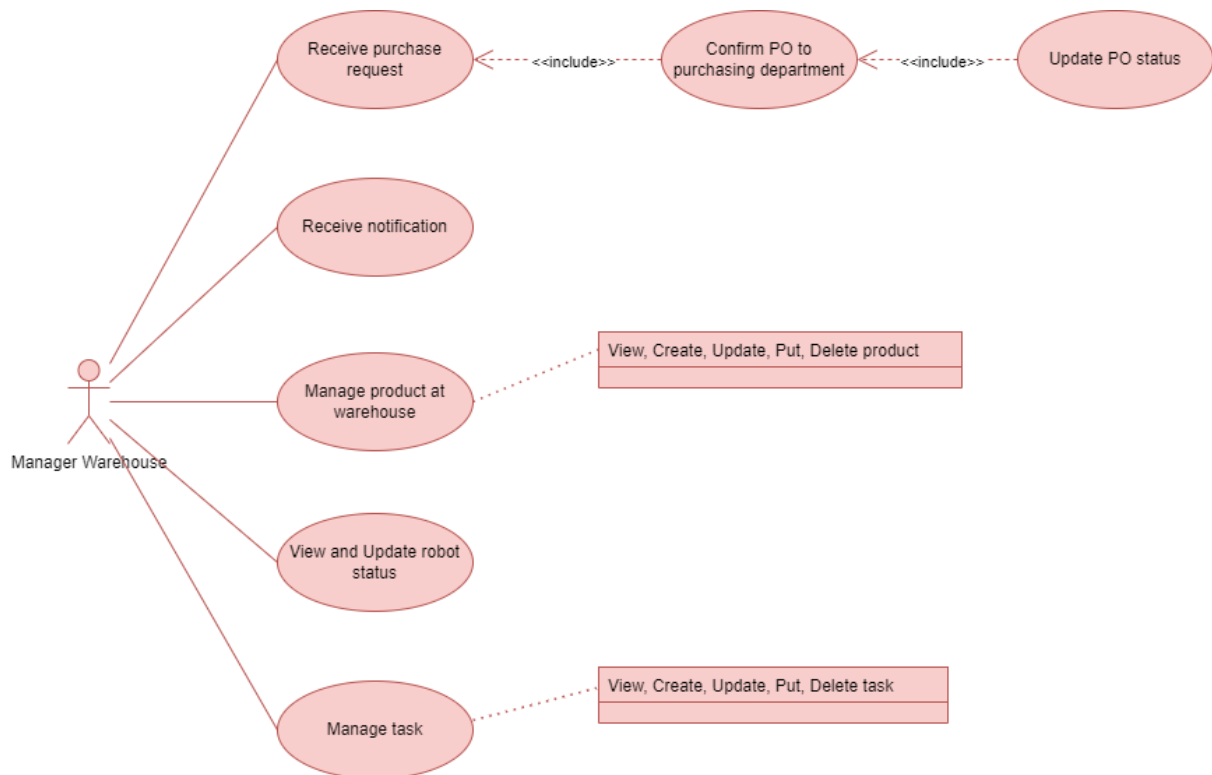 Receive purchase
request
<<include>>
Confirm PO to
purchasing department
<<include>>
Update PO status
Receive notification
View, Create, Update, Put, Delete product
Manage product at
warehouse
Manager Warehouse
View and Update robot
status
View, Create, Update, Put, Delete task
Manage task